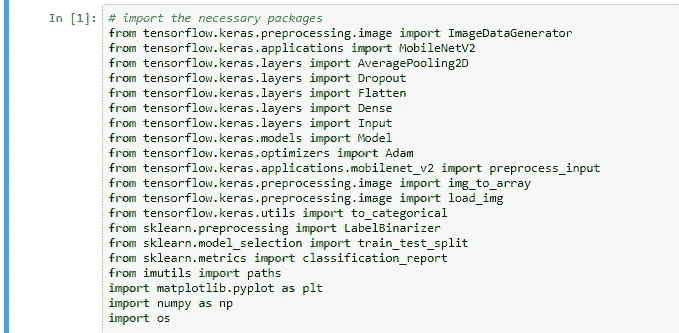 In [1]: # import the necessary packages
from tensorflow.keras.preprocessing.image import ImageDataGenerator
from tensorflow.keras.applications import MobileNetV2
from tensorflow.keras.layers import AveragePooling2D
from tensorflow.keras.layers import Dropout
from tensorflow.keras.layers import Flatten
from tensorflow.keras.layers import Dense
from tensorflow.keras.layers import Input
from tensorflow.keras.models import Model
from tensorflow.keras.optimizers import Adam
from tensorflow.keras.applications.mobilenet_v2 import preprocess_input
from tensorflow.keras.preprocessing.image import img_to_array
from tensorflow.keras.preprocessing.image import load_img
from tensorflow.keras.utils import to_categorical
from sklearn.preprocessing import LabelBinarizer
from sklearn.model_selection import train_test_split
from sklearn.metrics import classification_report
from imutils import paths
import matplotlib.pyplot as plt
import numpy as np
import os